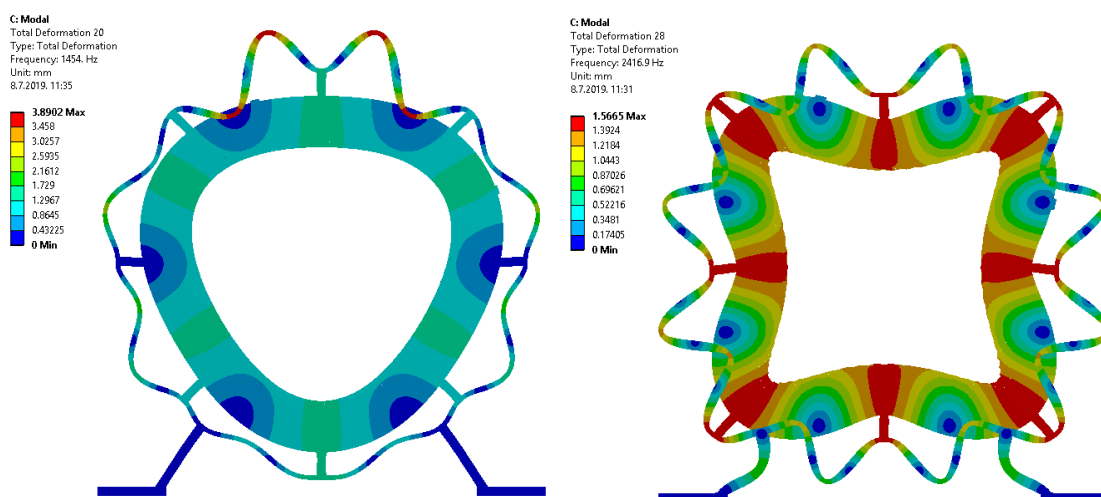 C: Modal
Total Deformation 20
Type: Total Deformation
Frequency: 1454. Hz
Unit: mm
8.7.2019. 11:35
3.8902 Max
3.458
3.0257
2.5935
2.1612
1.729
1.2967
0.8645
0.43225
0 Min
C: Modal
Total Deformation 28
Type: Total Deformation
Frequency: 2416.9 Hz
Unit: mm
8.7.2019. 11:31
1.5665 Max
1.3924
1.2184
1.0443
0.87026
0.69621
0.52216
0.3481
0.17405
0 Min